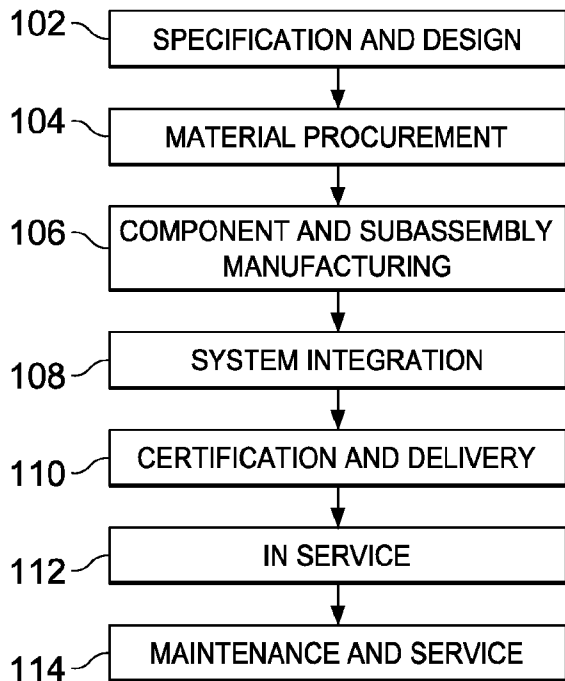 102
SPECIFICATION AND DESIGN
104
MATERIAL PROCUREMENT
106
COMPONENT AND SUBASSEMBLY
MANUFACTURING
108
SYSTEM INTEGRATION
110
CERTIFICATION AND DELIVERY
112
IN SERVICE
114
MAINTENANCE AND SERVICE